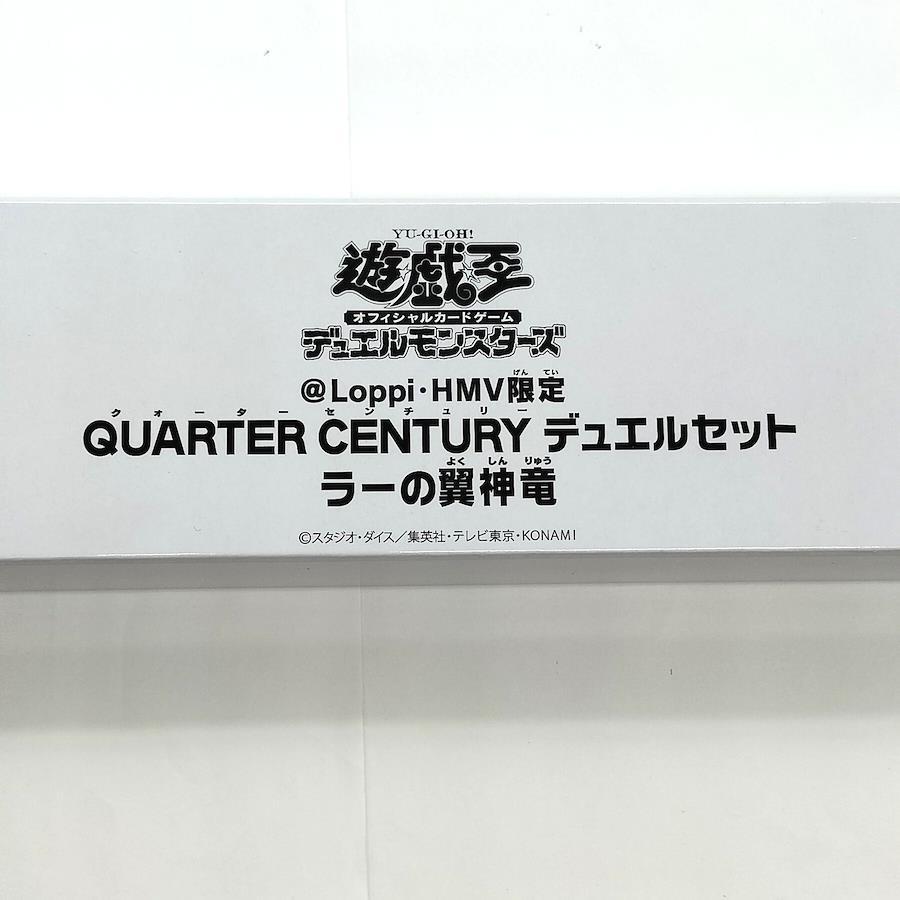 YU-GI-OH!
遊戯王
オフィシャルカードゲーム
デュエルモンスターズ
げん てい
@Loppi・HMV限定
クォーター センチュリー
QUARTER CENTURY デュエルセット
よく しん りゅう
ラーの翼神竜
©スタジオ・ダイス／集英社・テレビ東京・KONAMI